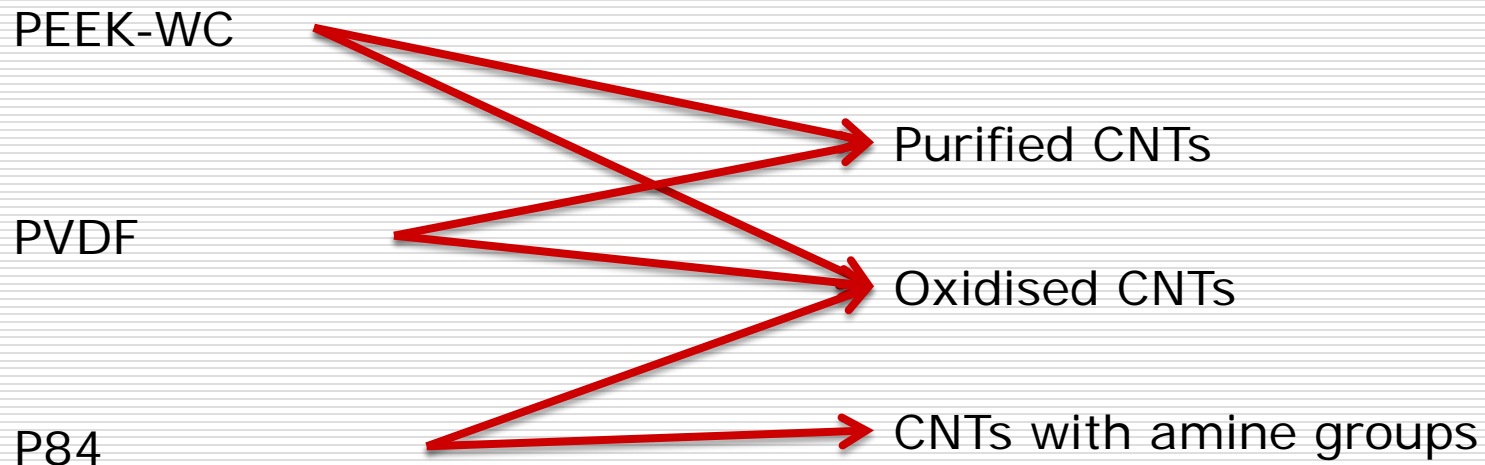 PEEK-WC
Purified CNTs
PVDF
Oxidised CNTs
CNTs with amine groups
P84